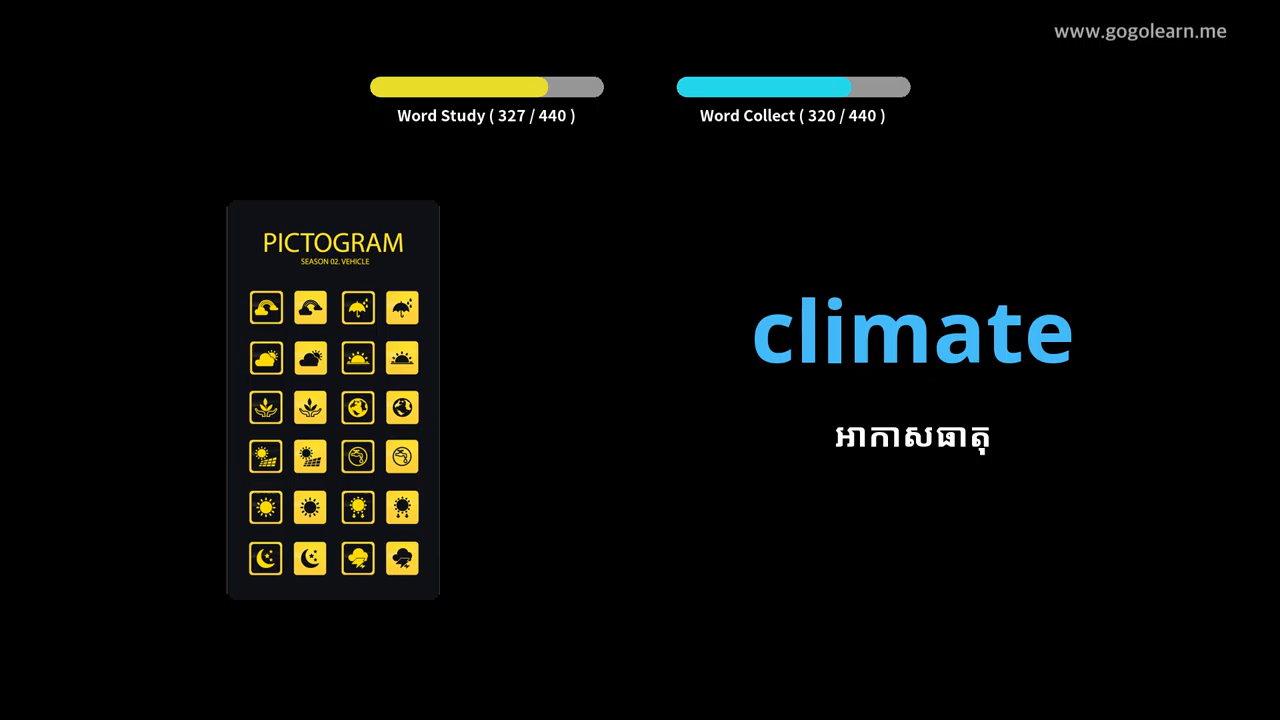 www.gogolearn.me
Word Study ( 327 / 440 )
Word Collect ( 320 / 440 )
PICTOGRAM
SEASON 02. VEHICLE
climate
អាកាសធាតុ